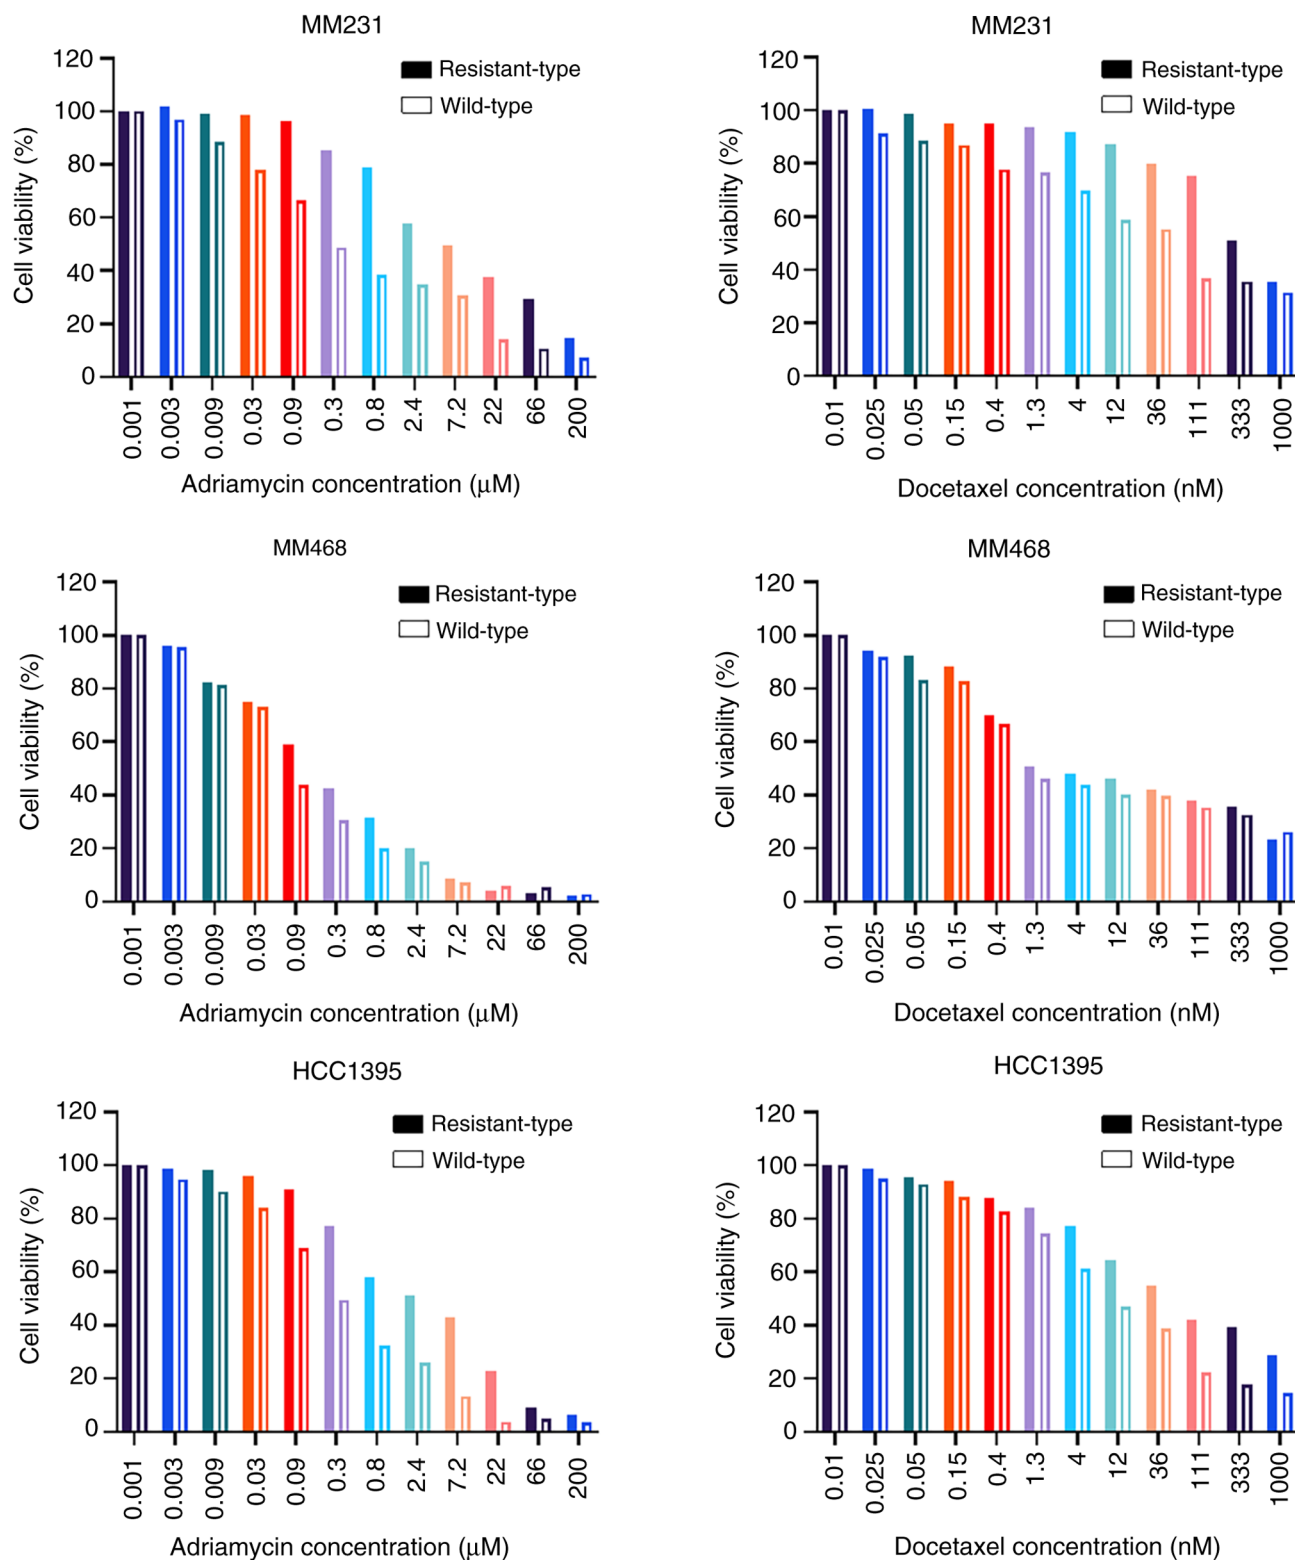 MM231
120
100
80
60
40
20
0
Cell viability (%)
Resistant-type
Wild-type
0.001 0.003 0.009 0.03 0.09 0.3 0.8 2.4 7.2 22 66 200
Adriamycin concentration (μM)
MM231
120
100
80
60
40
20
0
Cell viability (%)
Resistant-type
Wild-type
0.01 0.025 0.05 0.15 0.4 1.3 4 12 36 111 333 1000
Docetaxel concentration (nM)
MM468
120
100
80
60
40
20
0
Cell viability (%)
Resistant-type
Wild-type
0.001 0.003 0.009 0.03 0.09 0.3 0.8 2.4 7.2 22 66 200
Adriamycin concentration (μM)
MM468
120
100
80
60
40
20
0
Cell viability (%)
Resistant-type
Wild-type
0.01 0.025 0.05 0.15 0.4 1.3 4 12 36 111 333 1000
Docetaxel concentration (nM)
HCC1395
120
100
80
60
40
20
0
Cell viability (%)
Resistant-type
Wild-type
0.001 0.003 0.009 0.03 0.09 0.3 0.8 2.4 7.2 22 66 200
Adriamycin concentration (μM)
HCC1395
120
100
80
60
40
20
0
Cell viability (%)
Resistant-type
Wild-type
0.01 0.025 0.05 0.15 0.4 1.3 4 12 36 111 333 1000
Docetaxel concentration (nM)